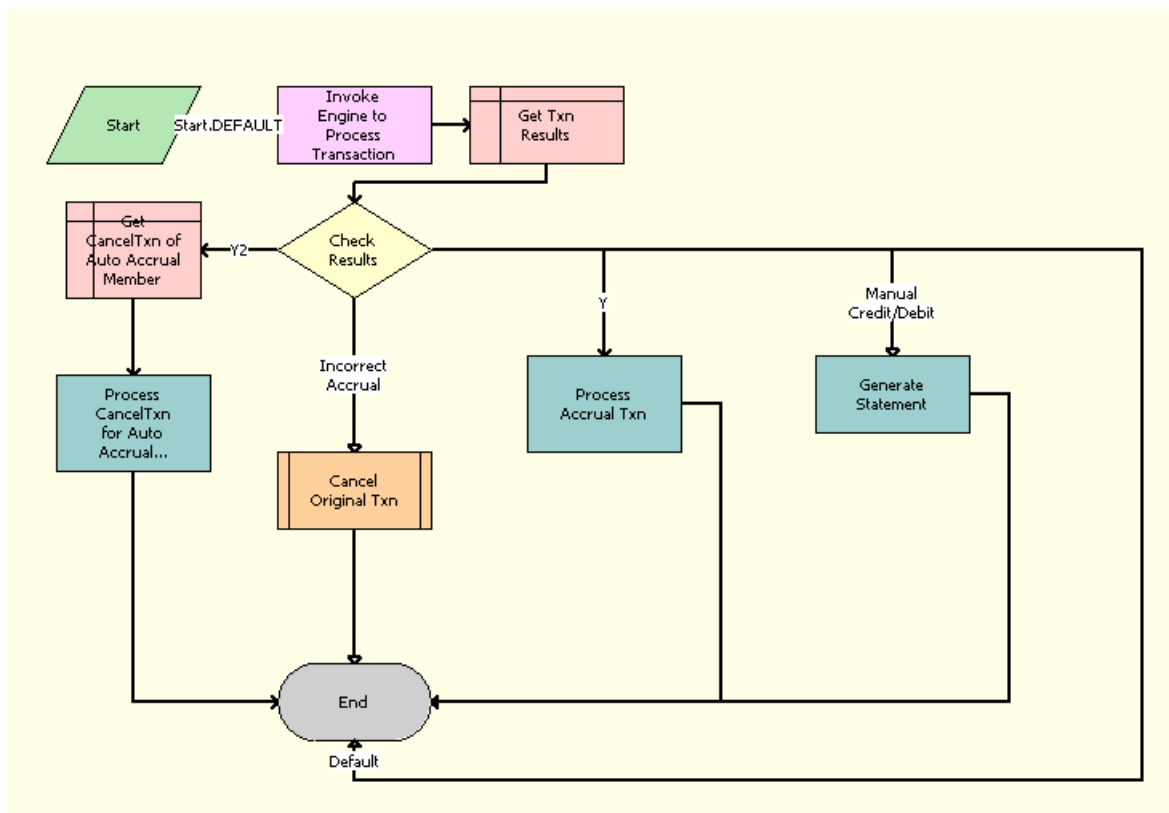 Start
Start.DEFAULT
Invoke
Engine to
Process
Transaction
Get Txn
Results
Get
CancelTxn of
Auto Accrual
Member
Y2
Check
Results
Y
Manual
Credit/Debit
Incorrect
Accrual
Process
CancelTxn
for Auto
Accrual...
Process
Accrual Txn
Generate
Statement
Cancel
Original Txn
End
Default